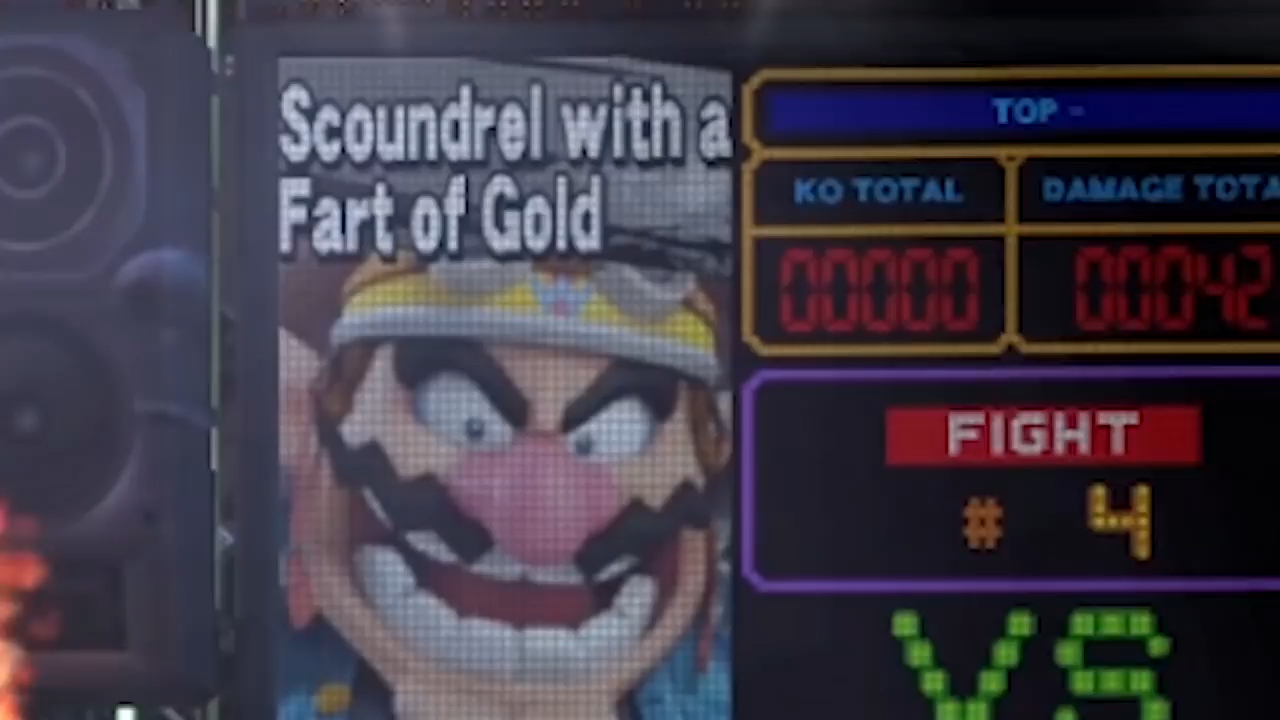 Scoundrel with a
Fart of Gold
TOP -
KO TOTAL
DAMAGE TOTA
00000
00042
FIGHT
# 4
VS